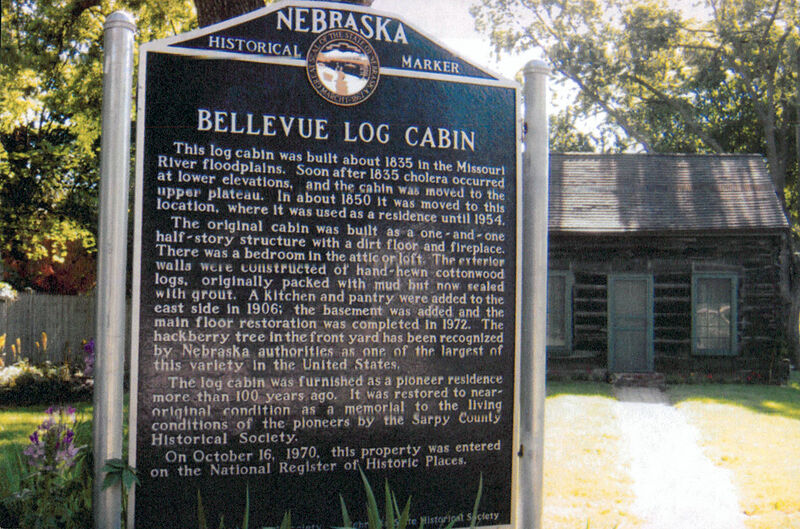 NEBRASKA
HISTORICAL MARKER
BELLEVUE LOG CABIN
This log cabin was built about 1835 in the Missouri
River floodplains. Soon after 1835 cholera occurred
at lower elevations, and the cabin was moved to the
upper plateau. In about 1850 it was moved to this
location, where it was used as a residence until 1954.
The original cabin was built as a one-and-one
half-story structure with a dirt floor and fireplace.
There was a bedroom in the attic or loft. The exterior
walls were constructed of hand-hewn cottonwood
logs, originally packed with mud but now sealed
with grout. A kitchen and pantry were added to the
east side in 1906; the basement was added and the
main floor restoration was completed in 1972. The
hackberry tree in the front yard has been recognized
by Nebraska authorities as one of the largest of
this variety in the United States.
The log cabin was furnished as a pioneer residence
more than 100 years ago. It was restored to near-
original condition as a memorial to the living
conditions of the pioneers by the Sarpy County
Historical Society.
On October 16, 1970, this property was entered
on the National Register of Historic Places.
Society State Historical Society